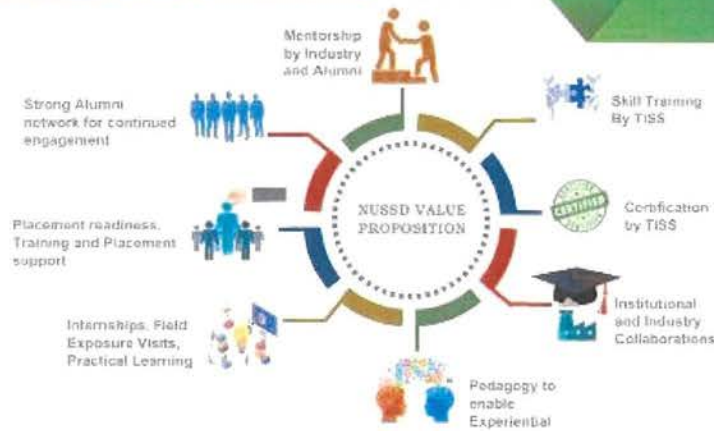 Mentorship
by Industry
and Alumni
Skill Training
By TISS
CERTIFIED
Certification
by TISS
Institutional
and Industry
Collaborations
Pedagogy to
enable
Experiential
Internships, Field
Exposure Visits,
Practical Learning
Placement readiness,
Training and Placement
support
Strong Alumni
network for continued
engagement
NUSSD VALUE
PROPOSITION